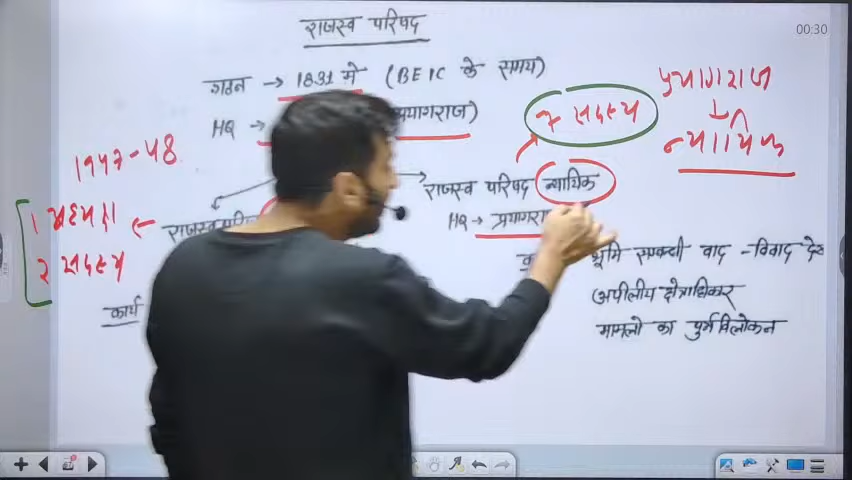 राजस्व परिषद
00:30
गठन → 1831 में (BEIC के समय)
HQ → प्रयागराज)
7 सदस्य
प्रयागराज
न्यायिक
1947-48
राजस्व परिषद न्यायिक
HQ → प्रयागरा
1 अध्यक्ष ←
2 सदस्य
भूमि सम्बन्धी वाद -विवाद दे
अपीलीय क्षेत्राधिकार
कार्य
मामलो का पुर्नविलोकन